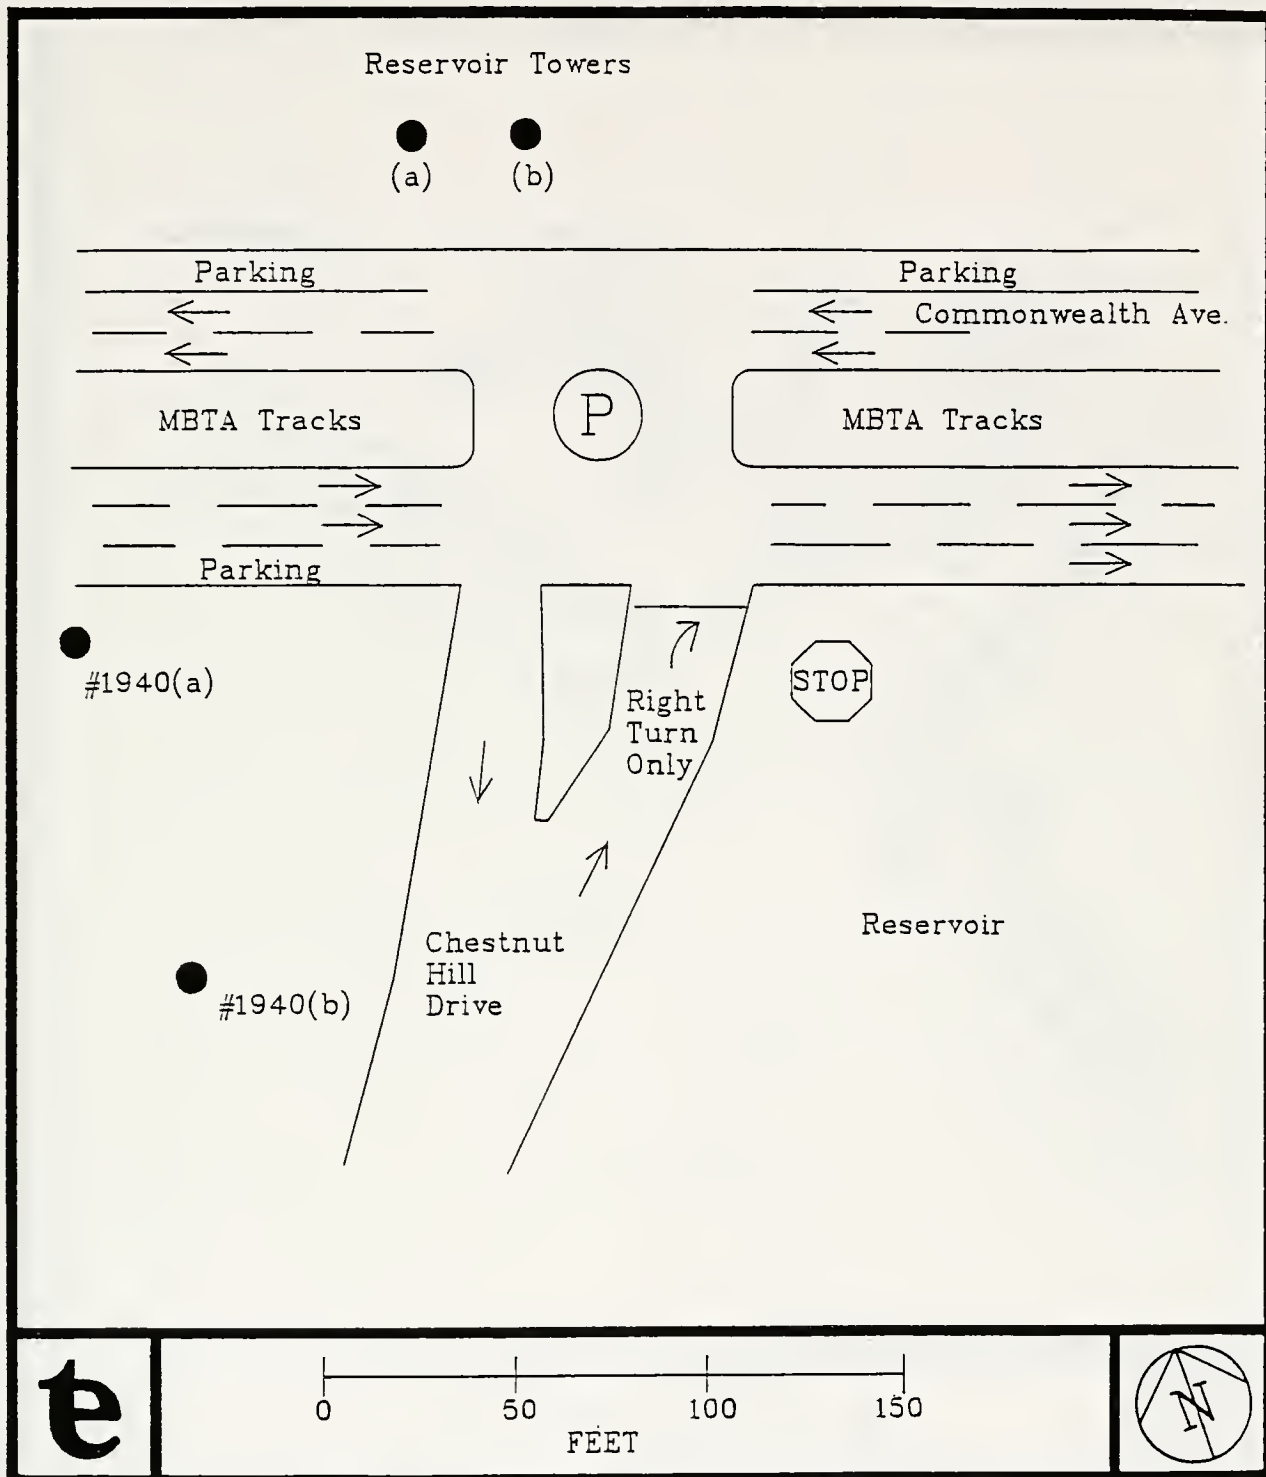 Reservoir Towers
(a) (b)
Parking Parking
Commonwealth Ave.
MBTA Tracks P MBTA Tracks
Parking
#1940(a)
STOP
Right
Turn
Only
Reservoir
Chestnut
Hill
Drive
#1940(b)
te
0 50 100 150
FEET
N